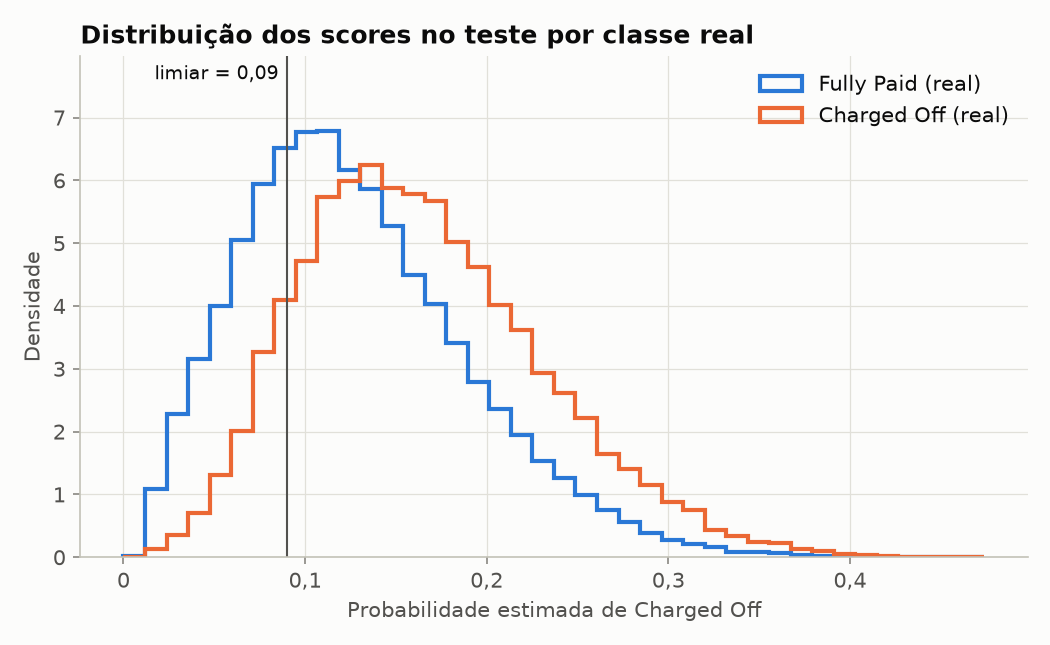 Distribuição dos scores no teste por classe real
limiar = 0,09
Fully Paid (real)
Charged Off (real)
Densidade
7
6
5
4
3
2
1
0
0
0,1
0,2
0,3
0,4
Probabilidade estimada de Charged Off